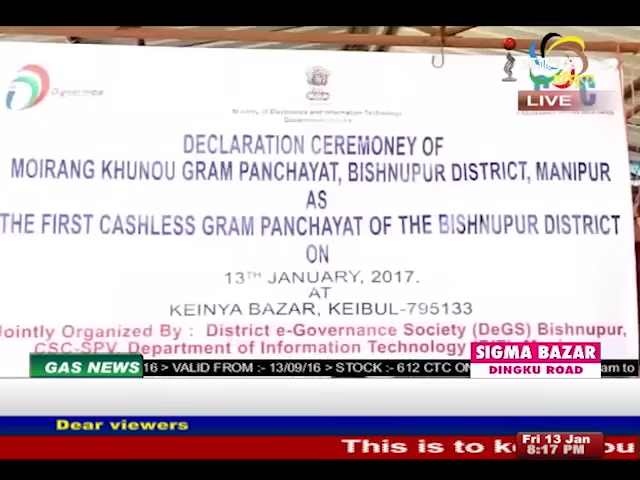 Digital India
Ministry of Electronics and Information Technology
LIVE
DECLARATION CEREMONEY OF
MOIRANG KHUNOU GRAM PANCHAYAT, BISHNUPUR DISTRICT, MANIPUR
AS
THE FIRST CASHLESS GRAM PANCHAYAT OF THE BISHNUPUR DISTRICT
ON
13TH JANUARY, 2017.
AT
KEINYA BAZAR, KEIBUL-795133
Jointly Organized By : District e-Governance Society (DeGS) Bishnupur,
CSC-SPV, Department of Information Technology
SIGMA BAZAR
DINGKU ROAD
GAS NEWS
16 > VALID FROM :- 13/09/16 > STOCK :- 612 CTC ON
am to
Dear viewers
This is to k
ou
Fri 13 Jan
8:17 PM